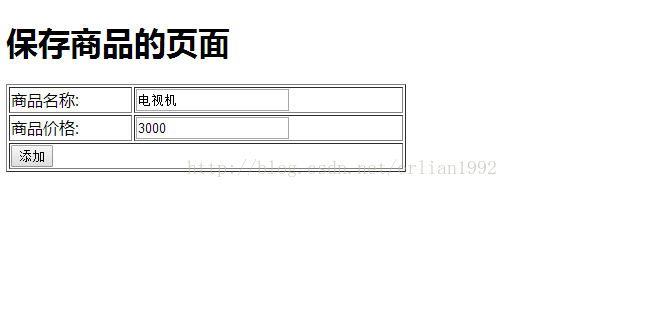 保存商品的页面
商品名称: 电视机
商品价格: 3000
添加
http://blog.csdn.net/erlian1992